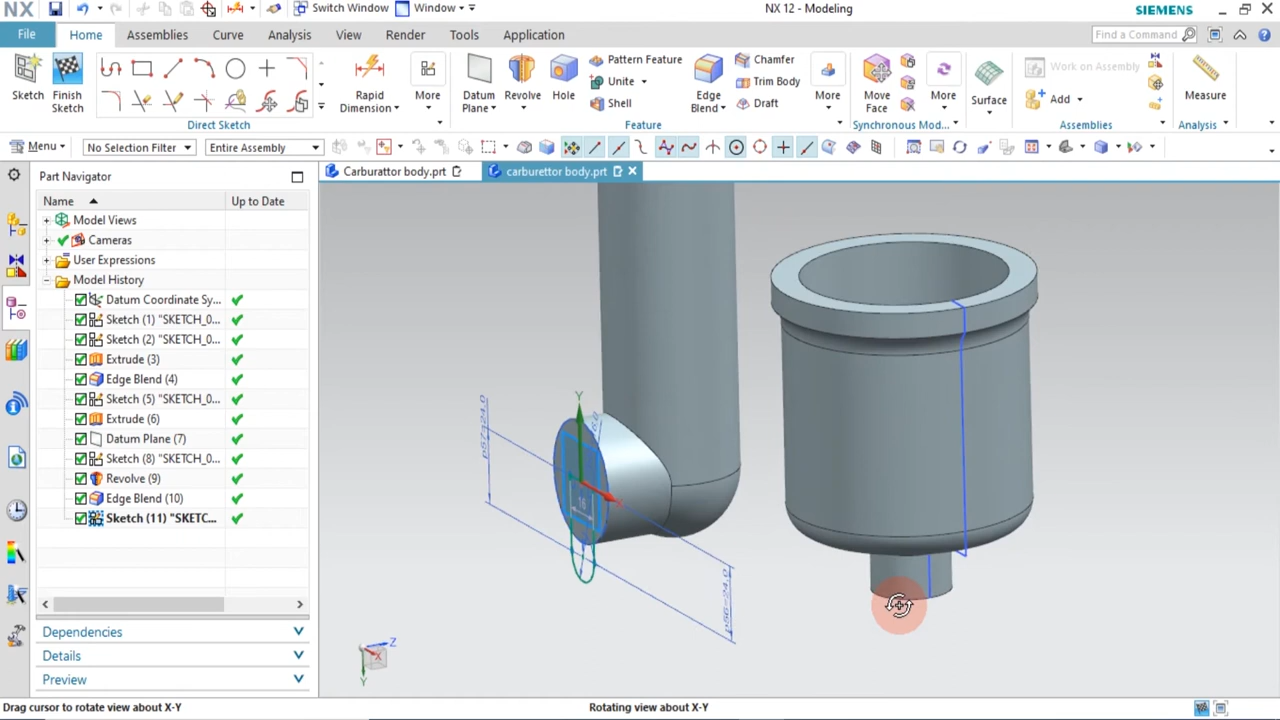 NX Switch Window Window NX 12 - Modeling SIEMENS
File Home Assemblies Curve Analysis View Render Tools Application Find a Command
Sketch Finish Sketch Direct Sketch
Rapid Dimension More
Datum Plane Revolve Hole Pattern Feature Unite Shell Edge Blend Chamfer Trim Body Draft More Feature
Move Face More Synchronous Mod... Surface
Work on Assembly Add Assemblies
Measure Analysis
Menu No Selection Filter Entire Assembly
Part Navigator
Carburattor body.prt carburettor body.prt
Name Up to Date
Model Views
Cameras
User Expressions
Model History
Datum Coordinate Sy...
Sketch (1) "SKETCH_0...
Sketch (2) "SKETCH_0...
Extrude (3)
Edge Blend (4)
Sketch (5) "SKETCH_0...
Extrude (6)
Datum Plane (7)
Sketch (8) "SKETCH_0...
Revolve (9)
Edge Blend (10)
Sketch (11) "SKETC...
Y
X
16
Dependencies
Details
Preview
Z
X
Y
Drag cursor to rotate view about X-Y Rotating view about X-Y